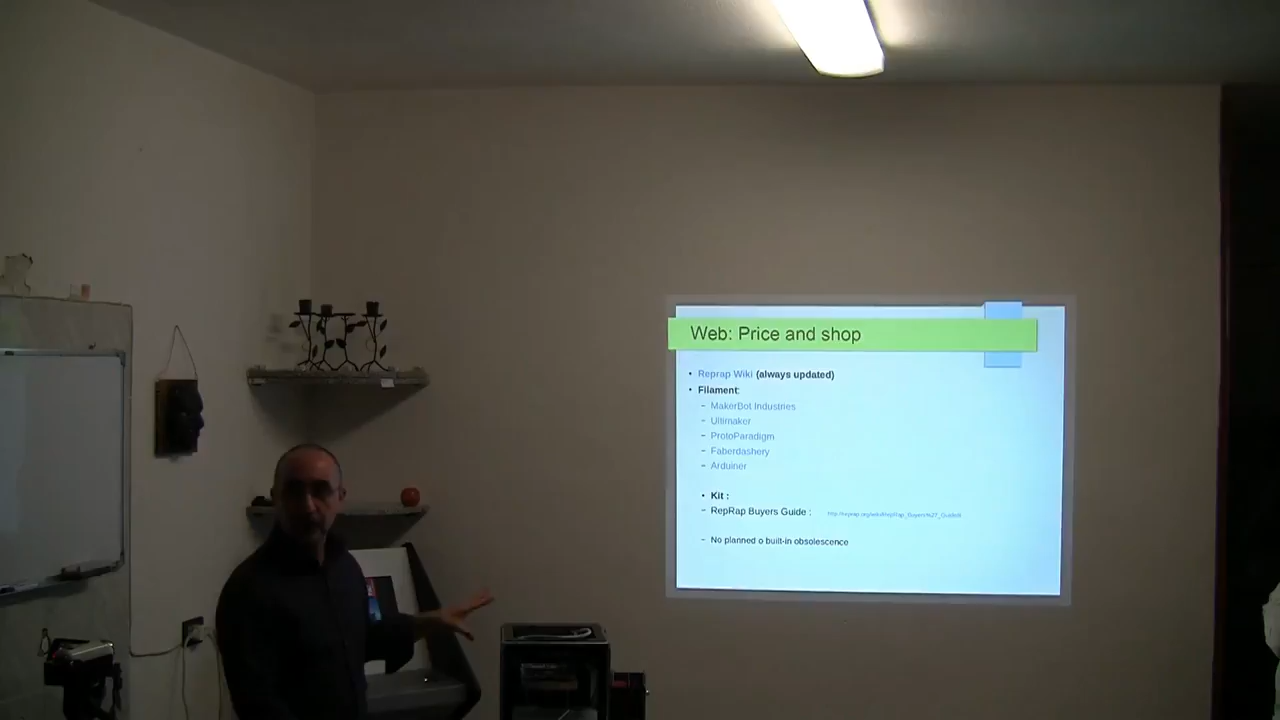 Web: Price and shop
• Reprap Wiki (always updated)
• Filament:
– MakerBot Industries
– Ultimaker
– ProtoParadigm
– Faberdashery
– Arduiner
• Kit :
– RepRap Buyers Guide :
– No planned o built-in obsolescence